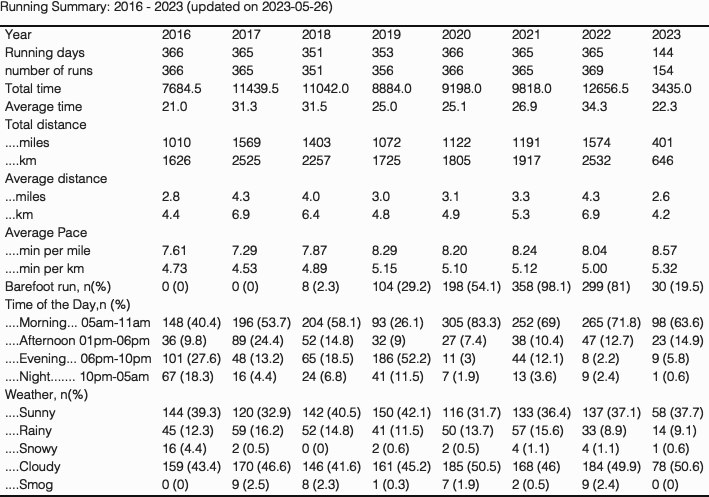 Running Summary: 2016 - 2023 (updated on 2023-05-26)
Year 2016 2017 2018 2019 2020 2021 2022 2023
Running days 366 365 351 353 366 365 365 144
number of runs 366 365 351 356 366 365 369 154
Total time 7684.5 11439.5 11042.0 8884.0 9198.0 9818.0 12656.5 3435.0
Average time 21.0 31.3 31.5 25.0 25.1 26.9 34.3 22.3
Total distance
....miles 1010 1569 1403 1072 1122 1191 1574 401
....km 1626 2525 2257 1725 1805 1917 2532 646
Average distance
...miles 2.8 4.3 4.0 3.0 3.1 3.3 4.3 2.6
...km 4.4 6.9 6.4 4.8 4.9 5.3 6.9 4.2
Average Pace
....min per mile 7.61 7.29 7.87 8.29 8.20 8.24 8.04 8.57
....min per km 4.73 4.53 4.89 5.15 5.10 5.12 5.00 5.32
Barefoot run, n(%) 0 (0) 0 (0) 8 (2.3) 104 (29.2) 198 (54.1) 358 (98.1) 299 (81) 30 (19.5)
Time of the Day,n (%)
....Morning... 05am-11am 148 (40.4) 196 (53.7) 204 (58.1) 93 (26.1) 305 (83.3) 252 (69) 265 (71.8) 98 (63.6)
....Afternoon 01pm-06pm 36 (9.8) 89 (24.4) 52 (14.8) 32 (9) 27 (7.4) 38 (10.4) 47 (12.7) 23 (14.9)
....Evening... 06pm-10pm 101 (27.6) 48 (13.2) 65 (18.5) 186 (52.2) 11 (3) 44 (12.1) 8 (2.2) 9 (5.8)
....Night....... 10pm-05am 67 (18.3) 16 (4.4) 24 (6.8) 41 (11.5) 7 (1.9) 13 (3.6) 9 (2.4) 1 (0.6)
Weather, n(%)
....Sunny 144 (39.3) 120 (32.9) 142 (40.5) 150 (42.1) 116 (31.7) 133 (36.4) 137 (37.1) 58 (37.7)
....Rainy 45 (12.3) 59 (16.2) 52 (14.8) 41 (11.5) 50 (13.7) 57 (15.6) 33 (8.9) 14 (9.1)
....Snowy 16 (4.4) 2 (0.5) 0 (0) 2 (0.6) 2 (0.5) 4 (1.1) 4 (1.1) 1 (0.6)
....Cloudy 159 (43.4) 170 (46.6) 146 (41.6) 161 (45.2) 185 (50.5) 168 (46) 184 (49.9) 78 (50.6)
....Smog 0 (0) 9 (2.5) 8 (2.3) 1 (0.3) 7 (1.9) 2 (0.5) 9 (2.4) 0 (0)